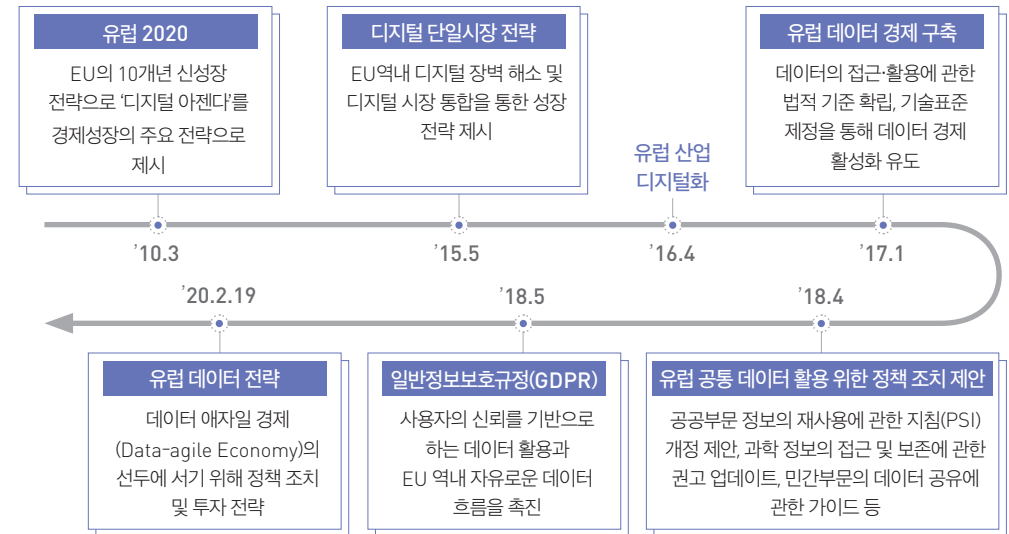 유럽 2020
EU의 10개년 신성장
전략으로 ‘디지털 아젠다’를
경제성장의 주요 전략으로
제시
디지털 단일시장 전략
EU역내 디지털 장벽 해소 및
디지털 시장 통합을 통한 성장
전략 제시
유럽 산업
디지털화
유럽 데이터 경제 구축
데이터의 접근·활용에 관한
법적 기준 확립, 기술표준
제정을 통해 데이터 경제
활성화 유도
’10.3
’15.5
’16.4
’17.1
’20.2.19
’18.5
’18.4
유럽 데이터 전략
데이터 애자일 경제
(Data-agile Economy)의
선두에 서기 위해 정책 조치
및 투자 전략
일반정보보호규정(GDPR)
사용자의 신뢰를 기반으로
하는 데이터 활용과
EU 역내 자유로운 데이터
흐름을 촉진
유럽 공통 데이터 활용 위한 정책 조치 제안
공공부문 정보의 재사용에 관한 지침(PSI)
개정 제안, 과학 정보의 접근 및 보존에 관한
권고 업데이트, 민간부문의 데이터 공유에
관한 가이드 등